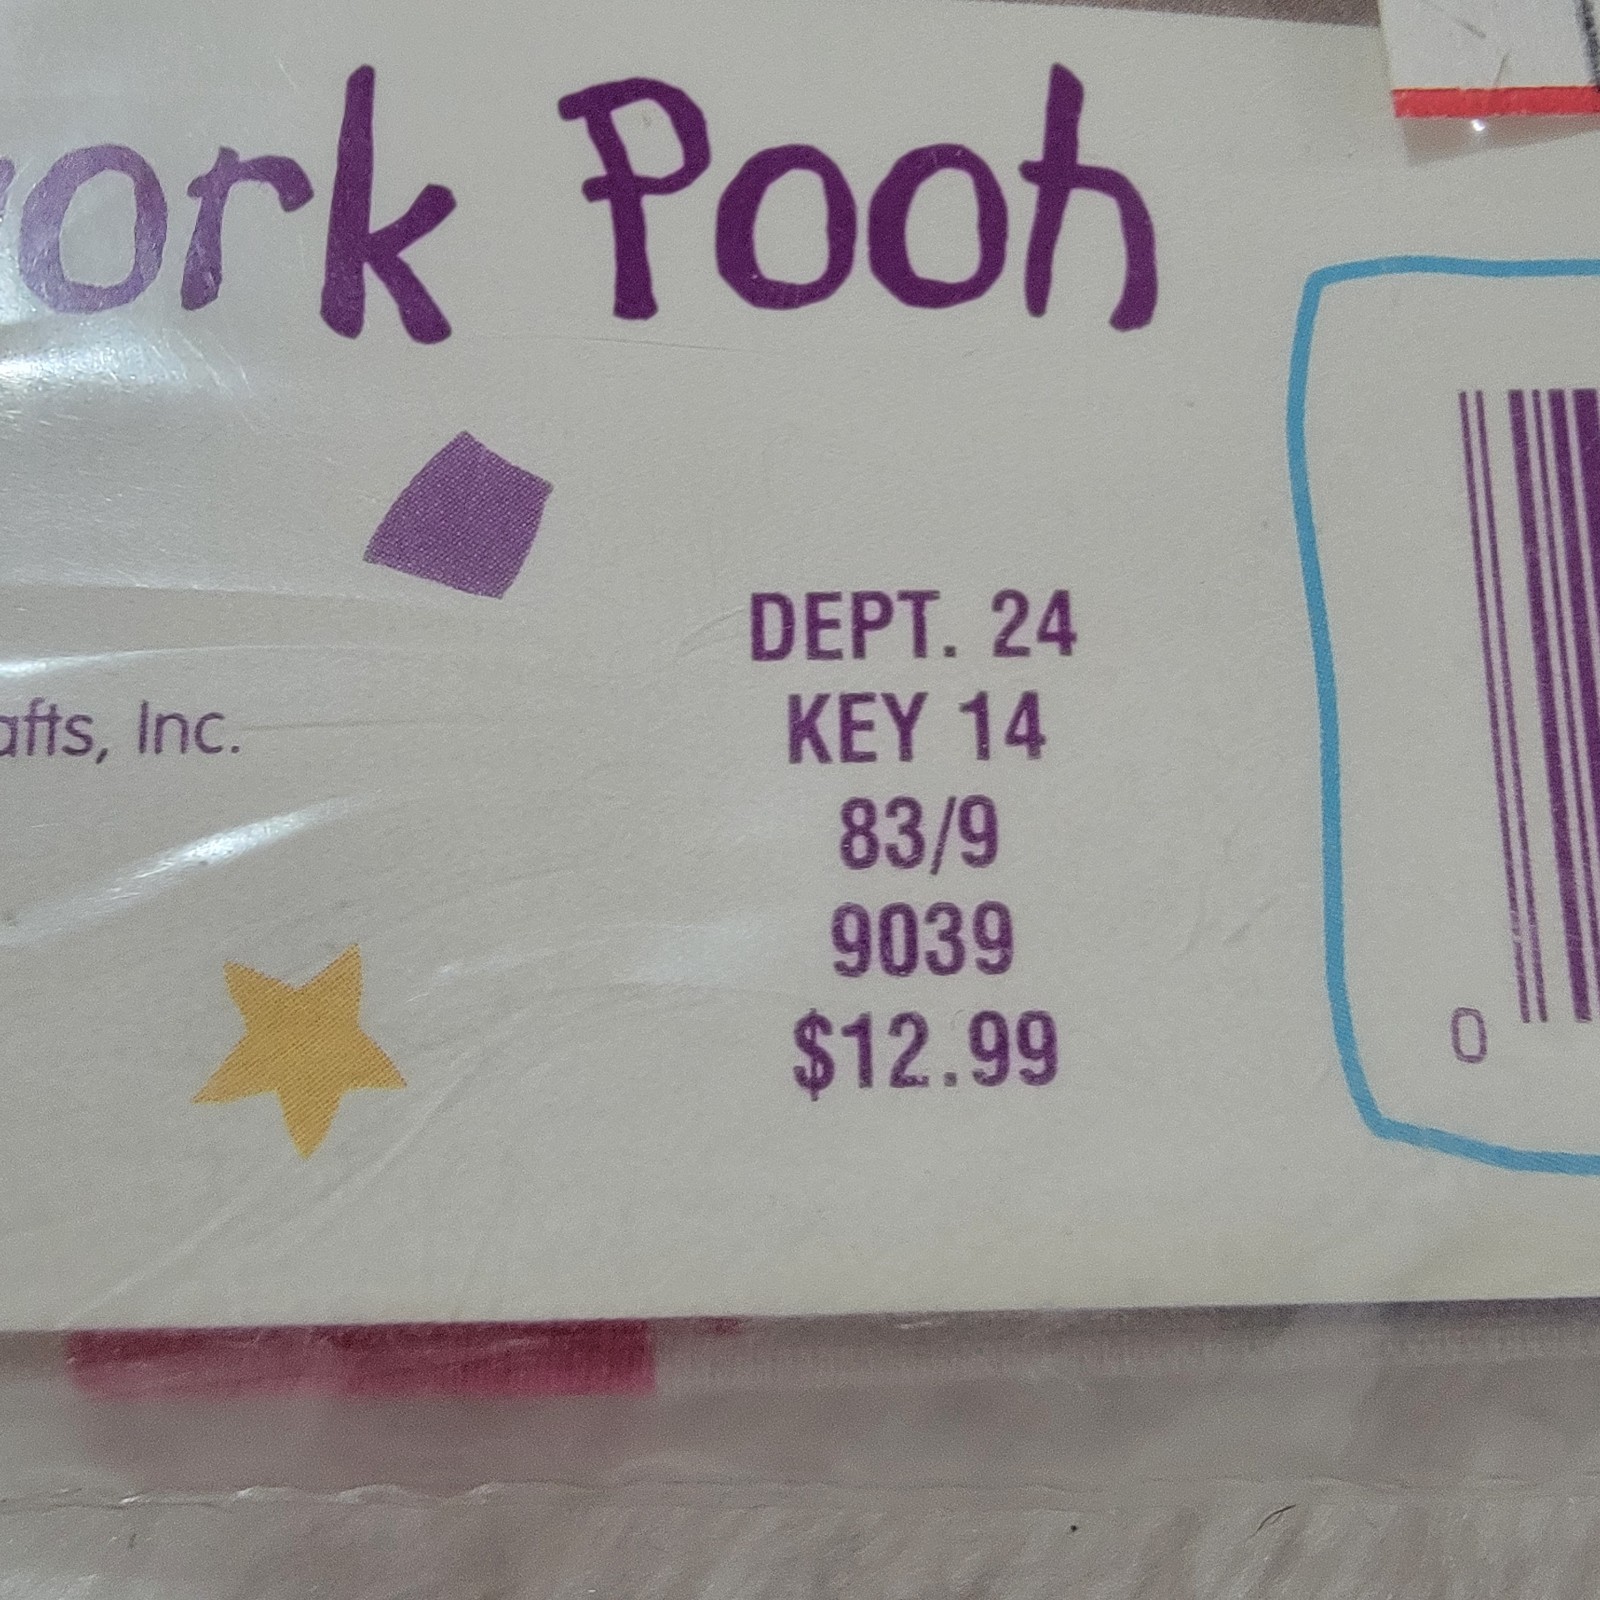 ork Pooh
afts, Inc.
DEPT. 24
KEY 14
83/9
9039
$12.99
0